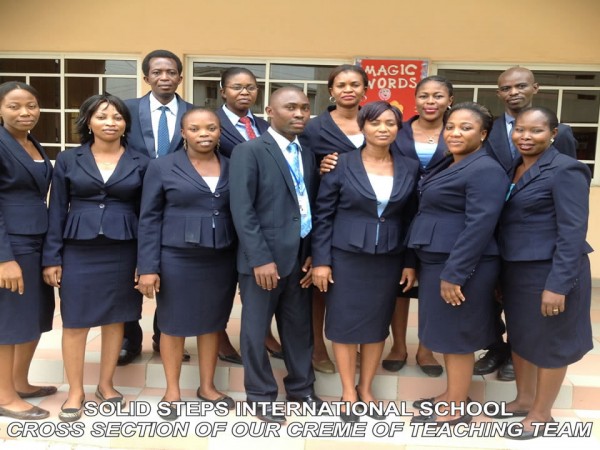 MAGIC
WORDS
SOLID STEPS INTERNATIONAL SCHOOL
CROSS SECTION OF OUR CREME OF TEACHING TEAM